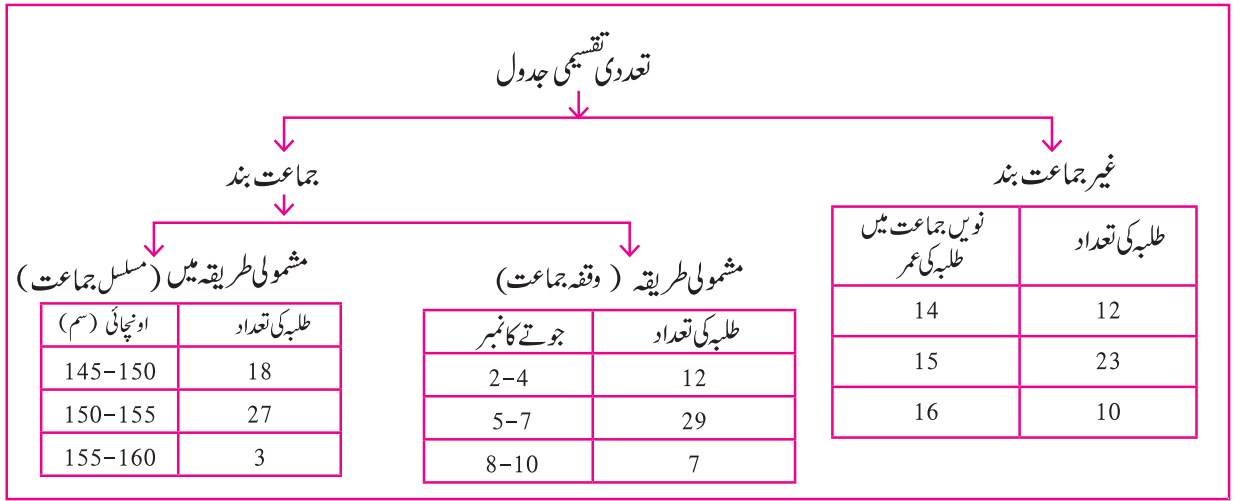 تعددی تقسیمی جدول
غیر جماعت بند
جماعت بند
طلبہ کی تعداد
نویں جماعت میں
طلبہ کی عمر
12 14
23 15
10 16
مشمولی طریقہ ( وقفہ جماعت)
طلبہ کی تعداد جوتے کا نمبر
12 2-4
29 5-7
7 8-10
مشمولی طریقہ میں (مسلسل جماعت)
طلبہ کی تعداد اونچائی (سم)
18 145-150
27 150-155
3 155-160